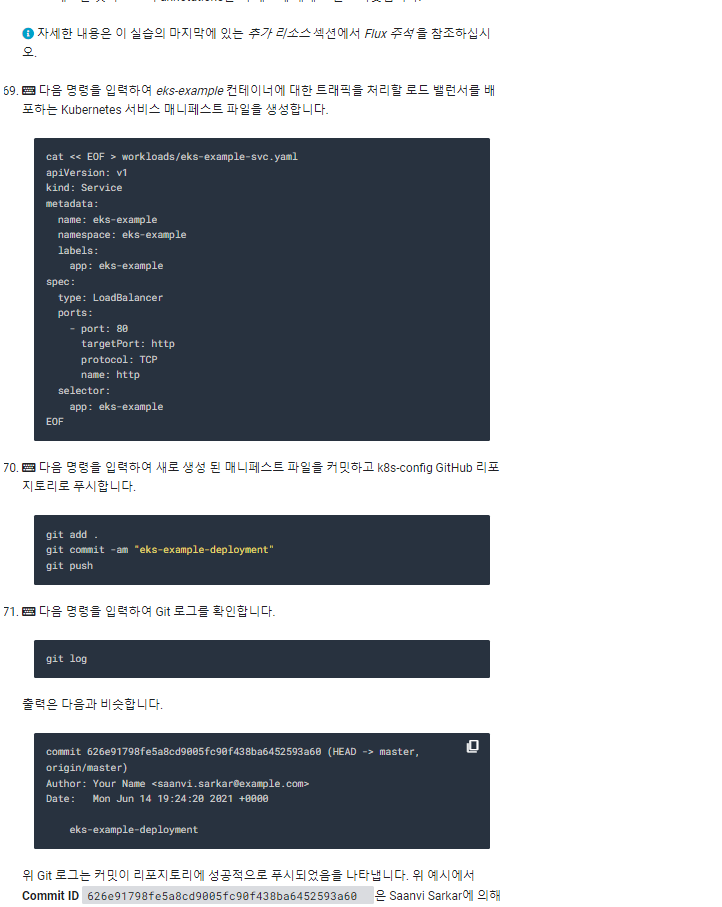 자세한 내용은 이 실습의 마지막에 있는 추가 리소스 섹션에서 Flux 주석을 참조하십시
오.
69. 다음 명령을 입력하여 eks-example 컨테이너에 대한 트래픽을 처리할 로드 밸런서를 배
포하는 Kubernetes 서비스 매니페스트 파일을 생성합니다.
cat << EOF > workloads/eks-example-svc.yaml
apiVersion: v1
kind: Service
metadata:
  name: eks-example
  namespace: eks-example
  labels:
    app: eks-example
spec:
  type: LoadBalancer
  ports:
    - port: 80
      targetPort: http
      protocol: TCP
      name: http
  selector:
    app: eks-example
EOF
70. 다음 명령을 입력하여 새로 생성 된 매니페스트 파일을 커밋하고 k8s-config GitHub 리포
지토리로 푸시합니다.
git add .
git commit -am "eks-example-deployment"
git push
71. 다음 명령을 입력하여 Git 로그를 확인합니다.
git log
출력은 다음과 비슷합니다.
commit 626e91798fe5a8cd9005fc90f438ba6452593a60 (HEAD -> master,
origin/master)
Author: Your Name <saanvi.sarkar@example.com>
Date:   Mon Jun 14 19:24:20 2021 +0000
    eks-example-deployment
위 Git 로그는 커밋이 리포지토리에 성공적으로 푸시되었음을 나타냅니다. 위 예시에서
Commit ID 626e91798fe5a8cd9005fc90f438ba6452593a60 은 Saanvi Sarkar에 의해